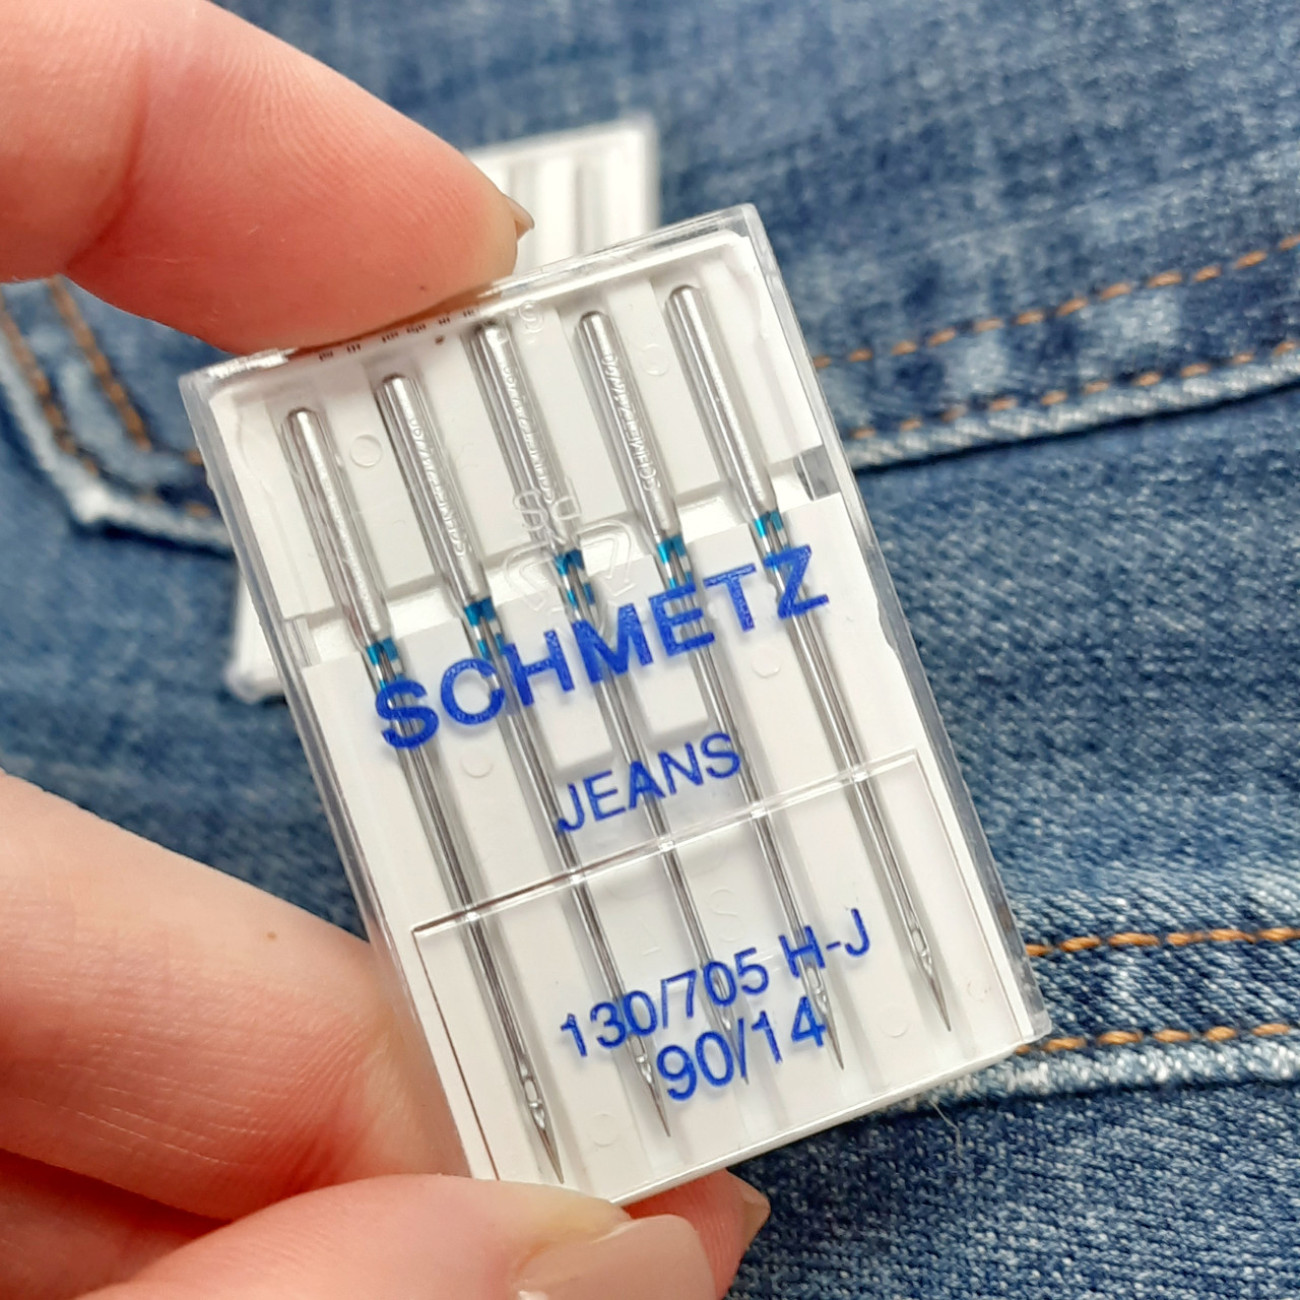 SCHMETZ
JEANS
130/705 H-J
90/14